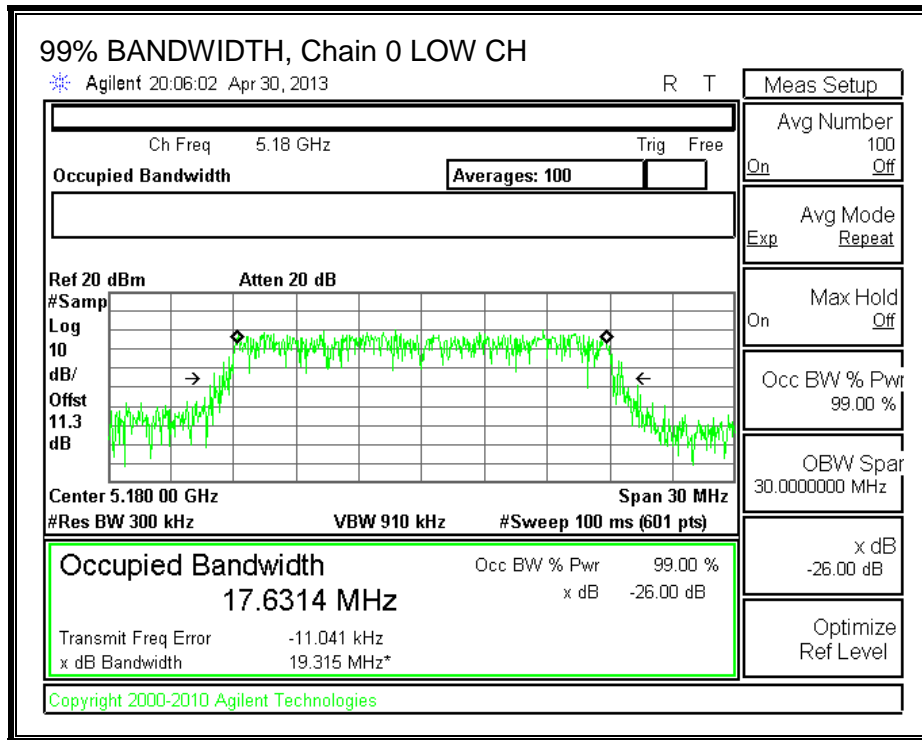 99% BANDWIDTH, Chain 0 LOW CH
Agilent 20:06:02 Apr 30, 2013 R T
Ch Freq 5.18 GHz Trig Free
Occupied Bandwidth Averages: 100
Ref 20 dBm Atten 20 dB
#Samp
Log
10
dB/
Offst
11.3
dB
Center 5.180 00 GHz Span 30 MHz
#Res BW 300 kHz VBW 910 kHz #Sweep 100 ms (601 pts)
Occupied Bandwidth Occ BW % Pwr 99.00 %
17.6314 MHz x dB -26.00 dB
Transmit Freq Error -11.041 kHz
x dB Bandwidth 19.315 MHz*
Copyright 2000-2010 Agilent Technologies
Meas Setup
Avg Number
100
On Off
Avg Mode
Exp Repeat
Max Hold
On Off
Occ BW % Pwr
99.00 %
OBW Span
30.0000000 MHz
x dB
-26.00 dB
Optimize
Ref Level